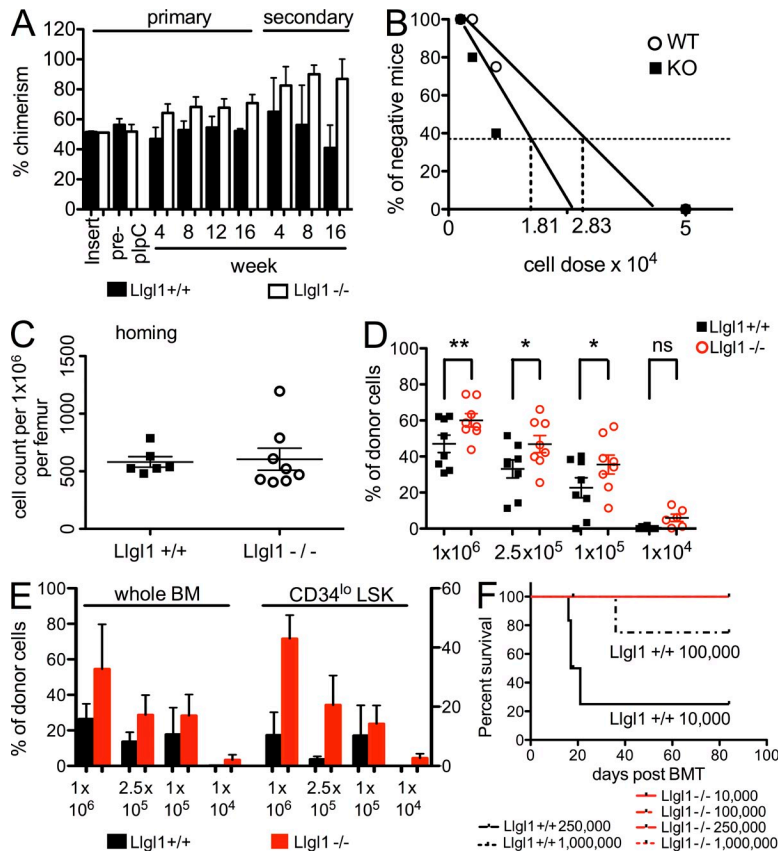 A
primary
secondary
% chimerism
120
100
80
60
40
20
0
Insert
pre-
pIpC
4
8
12
16
4
8
16
week
Llgl1+/+
Llgl1 -/-
B
% of negative mice
100
80
60
40
20
0
WT
KO
0
1.81
2.83
5
cell dose x 10⁴
C
homing
cell count per 1x10⁶
per femur
1500
1000
500
0
Llgl1 +/+
Llgl1 -/-
D
Llgl1+/+
Llgl1 -/-
** * * ns
% of donor cells
100
80
60
40
20
0
1x10⁶ 2.5x10⁵ 1x10⁵ 1x10⁴
E
whole BM
CD34ˡᵒ LSK
% of donor cells
100
80
60
40
20
0
60
40
20
0
1 x 2.5x 1 x 1 x 1 x 2.5x 1 x 1 x
10⁶ 10⁵ 10⁵ 10⁴ 10⁶ 10⁵ 10⁵ 10⁴
Llgl1+/+
Llgl1 -/-
F
Percent survival
100
80
60
40
20
0
Llgl1 +/+ 100,000
Llgl1 +/+ 10,000
0 20 40 60 80 100
days post BMT
Llgl1+/+ 250,000
Llgl1+/+ 1,000,000
Llgl1-/- 10,000
Llgl1-/- 100,000
Llgl1-/- 250,000
Llgl1-/- 1,000,000